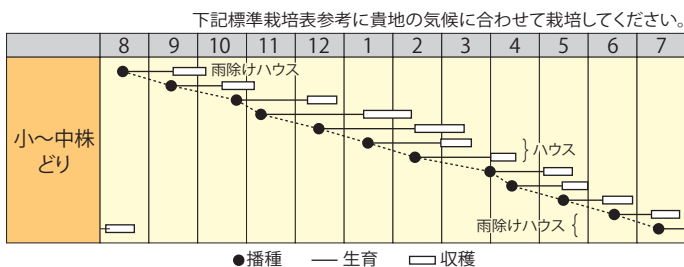 下記標準栽培表参考に貴地の気候に合わせて栽培してください。
8 9 10 11 12 1 2 3 4 5 6 7
雨除けハウス
小～中株
どり
}ハウス
雨除けハウス{
●播種 ── 生育 ▭ 収穫